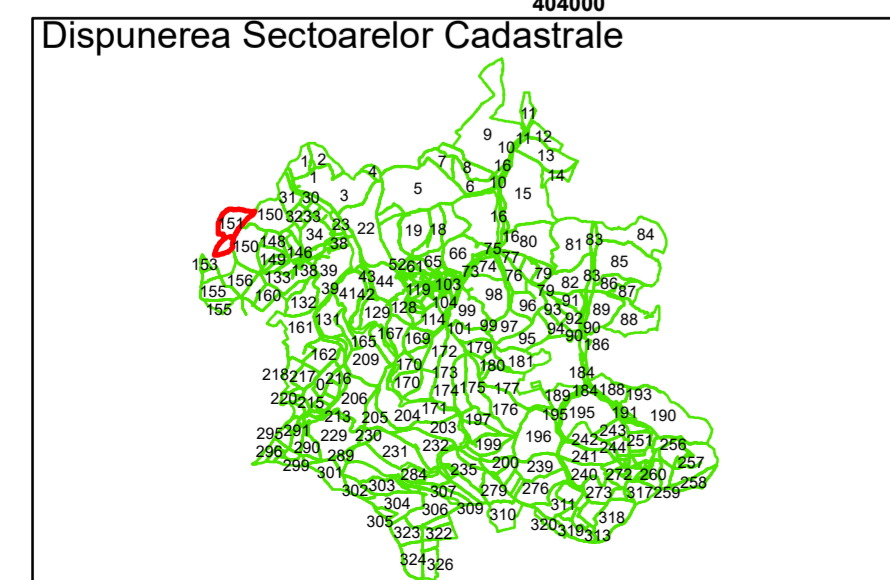 404000
Dispunerea Sectoarelor Cadastrale
11
9 11 12
10
1 2 7 8 16 13
1 4 6 10 14
31 30 3 5 15
151 150 32 33 23 22 19 18 16
34 84
150 148 146 38 75 16 80 81 83
153 149 66 77 85
156 133 138 39 43 44 52 61 65 73 74 76 79 82 83 86
155 160 132 39 41 42 119 103 98 79 91 87
155 129 128 104 99 96 93 92 89 88
161 131 167 114 101 99 97 94 90 90
165 169 172 179 95 186
162 209 170 173 180 181 184
218 217 0 216 170 174 175 177 189 184 188 193
220 215 206 171 176 195 195 191 190
213 205 204 203 197
295 291 229 230 232 199 196 242 243 251 256
296 290 289 231 200 241 244 257
299 301 284 235 239 240 272 260 258
302 303 307 279 276 273 317 259
304 306 309 310 311 318
305 323 322 320 319 313
324 326